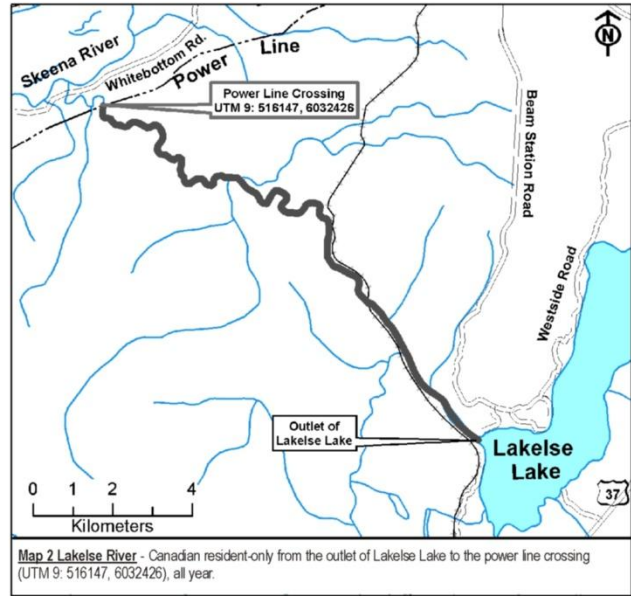 Skeena River
Whitebottom Rd.
Power Line
N
Power Line Crossing
UTM 9: 516147, 6032426
Beam Station Road
Westside Road
Outlet of
Lakelse Lake
Lakelse
Lake
37
0 2 4
Kilometers
Map 2 Lakelse River - Canadian resident-only from the outlet of Lakelse Lake to the power line crossing
(UTM 9: 516147, 6032426), all year.